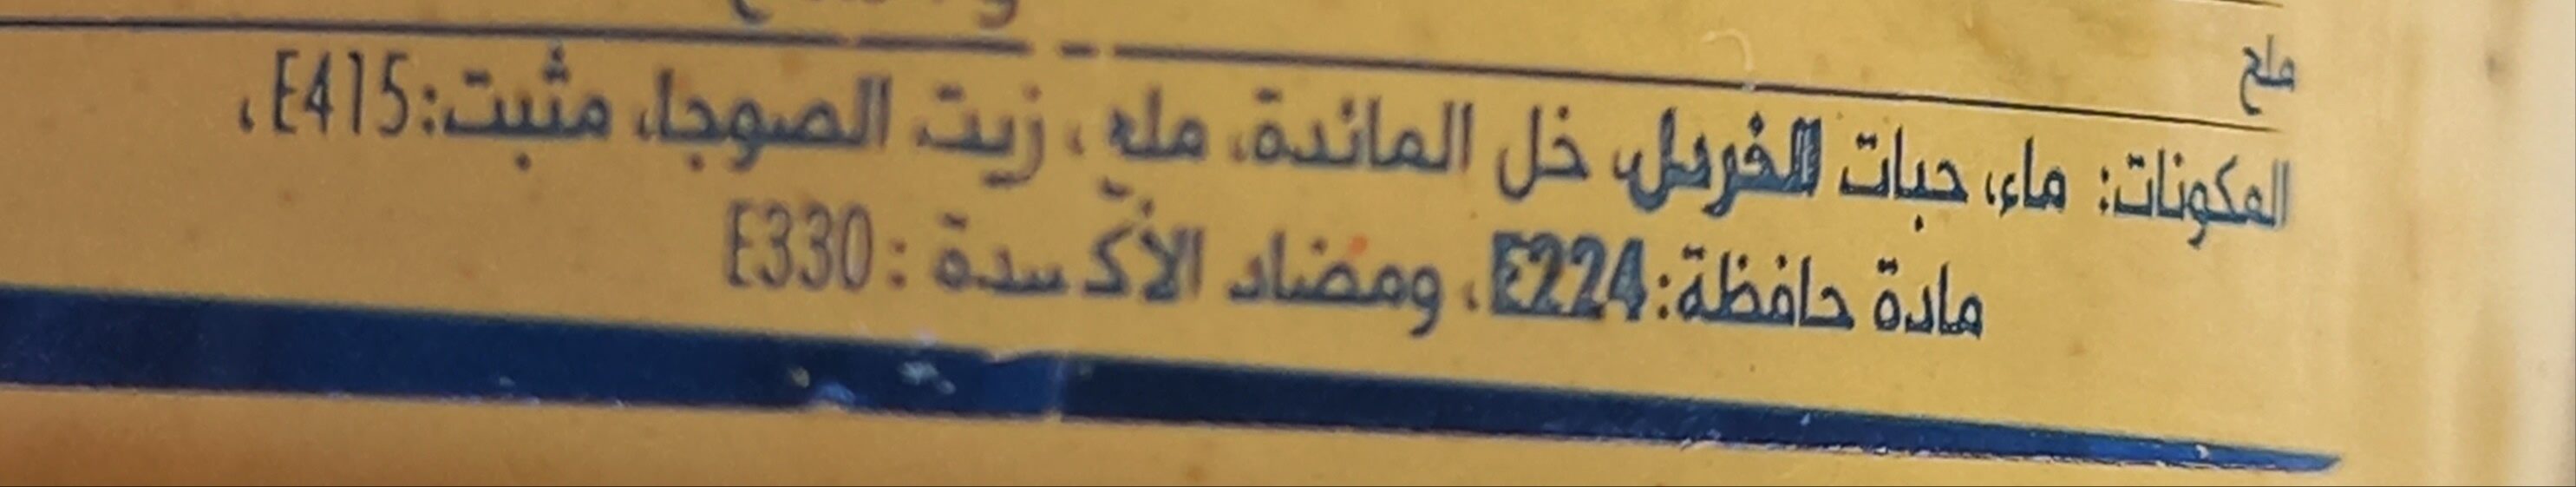 ملح
المكونات: ماء، حبات الخردل، خل المائدة، ملح، زيت الصوجا، مثبت:E415،
مادة حافظة:E224، ومضاد الأكسدة : E330